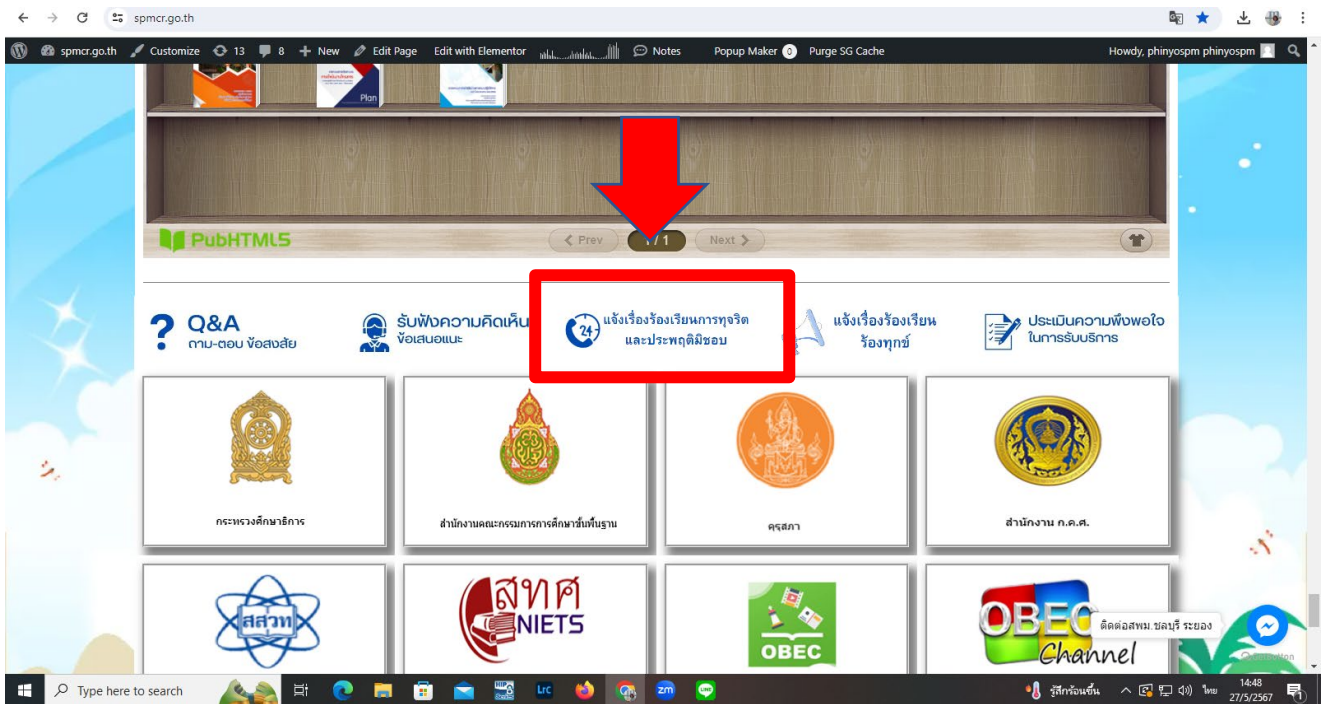 spmcr.go.th
spmcr.go.th Customize 13 8 + New Edit Page Edit with Elementor Notes Popup Maker 0 Purge SG Cache Howdy, phinyospm phinyospm
Plan
PubHTML5
Prev
1 / 1
Next
Q&A
ถาม-ตอบ ข้อสงสัย
รับฟังความคิดเห็น
ข้อเสนอแนะ
24
แจ้งเรื่องร้องเรียนการทุจริต
และประพฤติมิชอบ
แจ้งเรื่องร้องเรียน
ร้องทุกข์
ประเมินความพึงพอใจ
ในการรับบริการ
กระทรวงศึกษาธิการ
สำนักงานคณะกรรมการการศึกษาขั้นพื้นฐาน
คุรุสภา
สำนักงาน ก.ค.ศ.
สสวท
สทศ
NIETS
OBEC
OBEC
Channel
ติดต่อสพม.ชลบุรี ระยอง
Type here to search
Lrc
zm
LINE
รู้สึกร้อนขึ้น
ไทย
14:48
27/5/2567
1